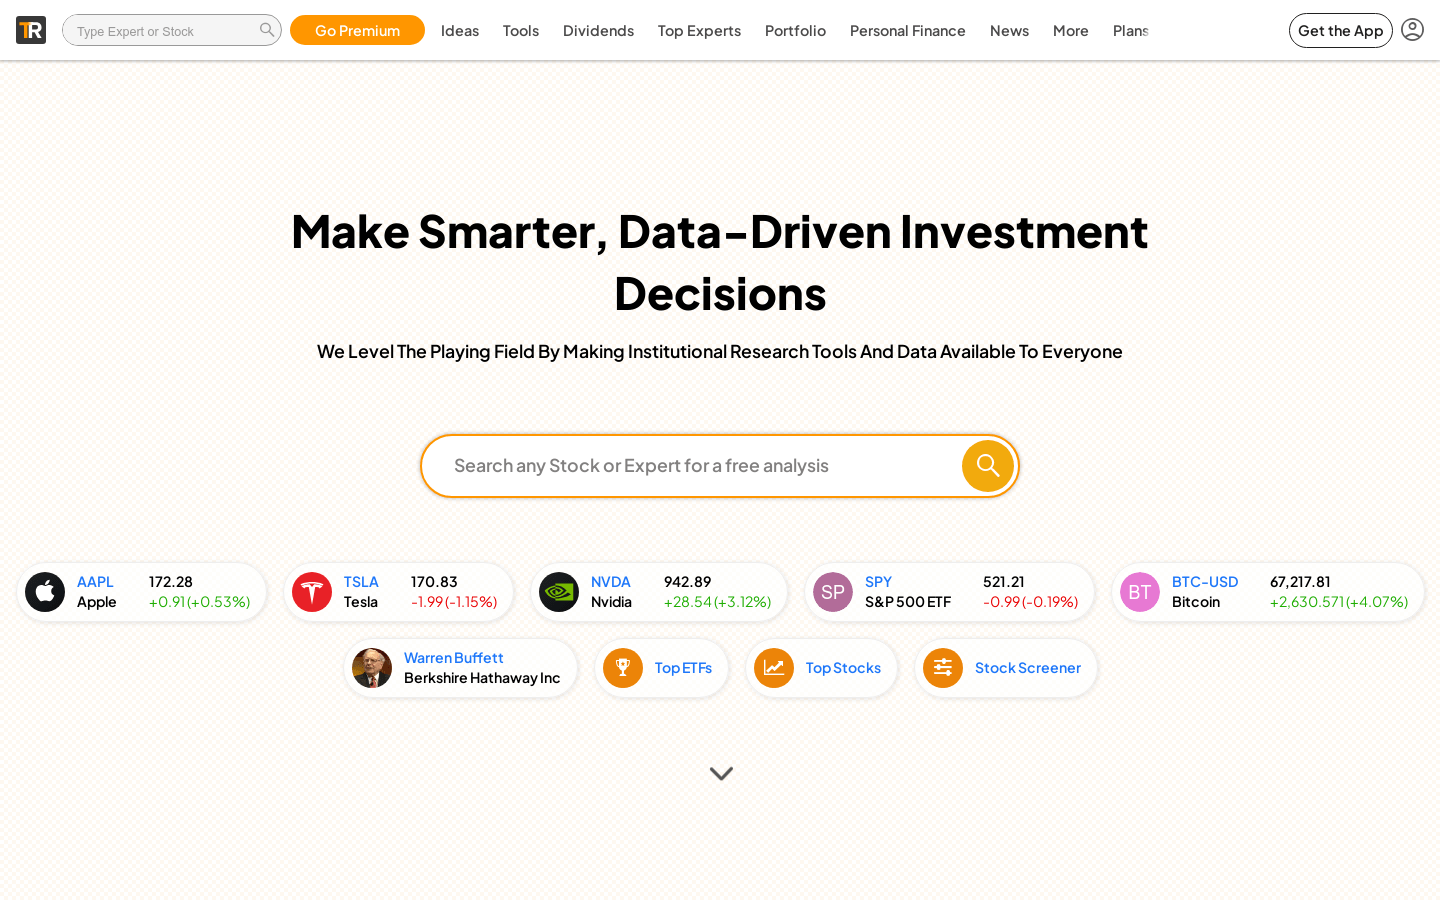 TR
Type Expert or Stock
Go Premium
Ideas
Tools
Dividends
Top Experts
Portfolio
Personal Finance
News
More
Plans
Get the App
Make Smarter, Data-Driven Investment
Decisions
We Level The Playing Field By Making Institutional Research Tools And Data Available To Everyone
Search any Stock or Expert for a free analysis
AAPL 172.28
Apple +0.91 (+0.53%)
TSLA 170.83
Tesla -1.99 (-1.15%)
NVDA 942.89
Nvidia +28.54 (+3.12%)
SP
SPY 521.21
S&P 500 ETF -0.99 (-0.19%)
BT
BTC-USD 67,217.81
Bitcoin +2,630.571 (+4.07%)
Warren Buffett
Berkshire Hathaway Inc
Top ETFs
Top Stocks
Stock Screener